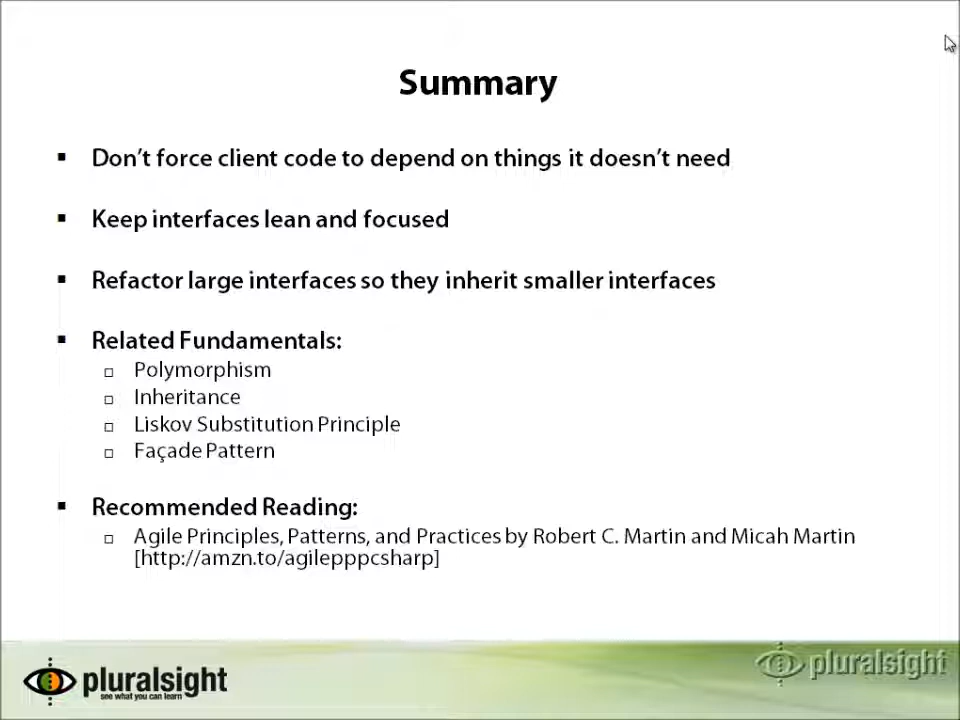 Summary
Don't force client code to depend on things it doesn't need
Keep interfaces lean and focused
Refactor large interfaces so they inherit smaller interfaces
Related Fundamentals:
Polymorphism
Inheritance
Liskov Substitution Principle
Façade Pattern
Recommended Reading:
Agile Principles, Patterns, and Practices by Robert C. Martin and Micah Martin
[http://amzn.to/agilepppcsharp]
pluralsight
see what you can learn
pluralsight